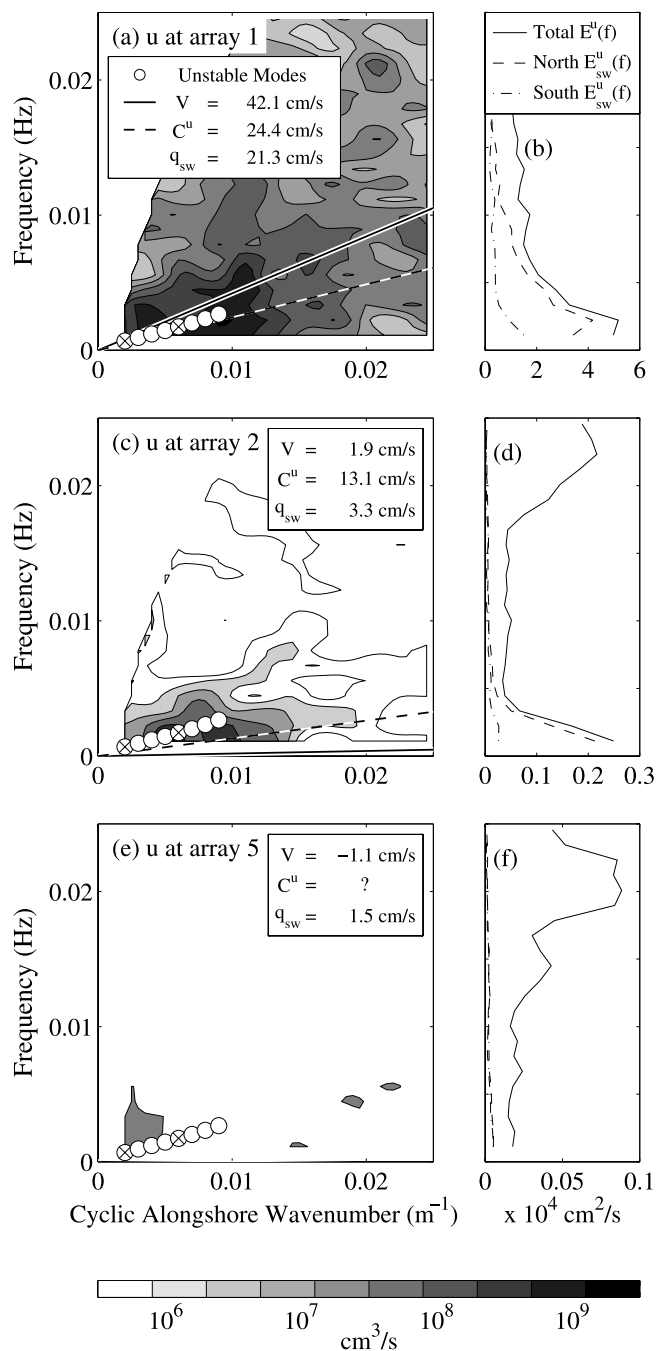 (a) u at array 1
Unstable Modes
V = 42.1 cm/s
C^u = 24.4 cm/s
q_sw = 21.3 cm/s
Total E^u(f)
North E^u_sw(f)
South E^u_sw(f)
(b)
Frequency (Hz)
0.02
0.01
0
0 0.01 0.02
0 2 4 6
(c) u at array 2
V = 1.9 cm/s
C^u = 13.1 cm/s
q_sw = 3.3 cm/s
(d)
Frequency (Hz)
0.02
0.01
0
0 0.01 0.02
0 0.1 0.2 0.3
(e) u at array 5
V = −1.1 cm/s
C^u = ?
q_sw = 1.5 cm/s
(f)
Frequency (Hz)
0.02
0.01
0
0 0.01 0.02
0 0.05 0.1
Cyclic Alongshore Wavenumber (m^−1)
x 10^4 cm^2/s
10^6 10^7 10^8 10^9
cm^3/s